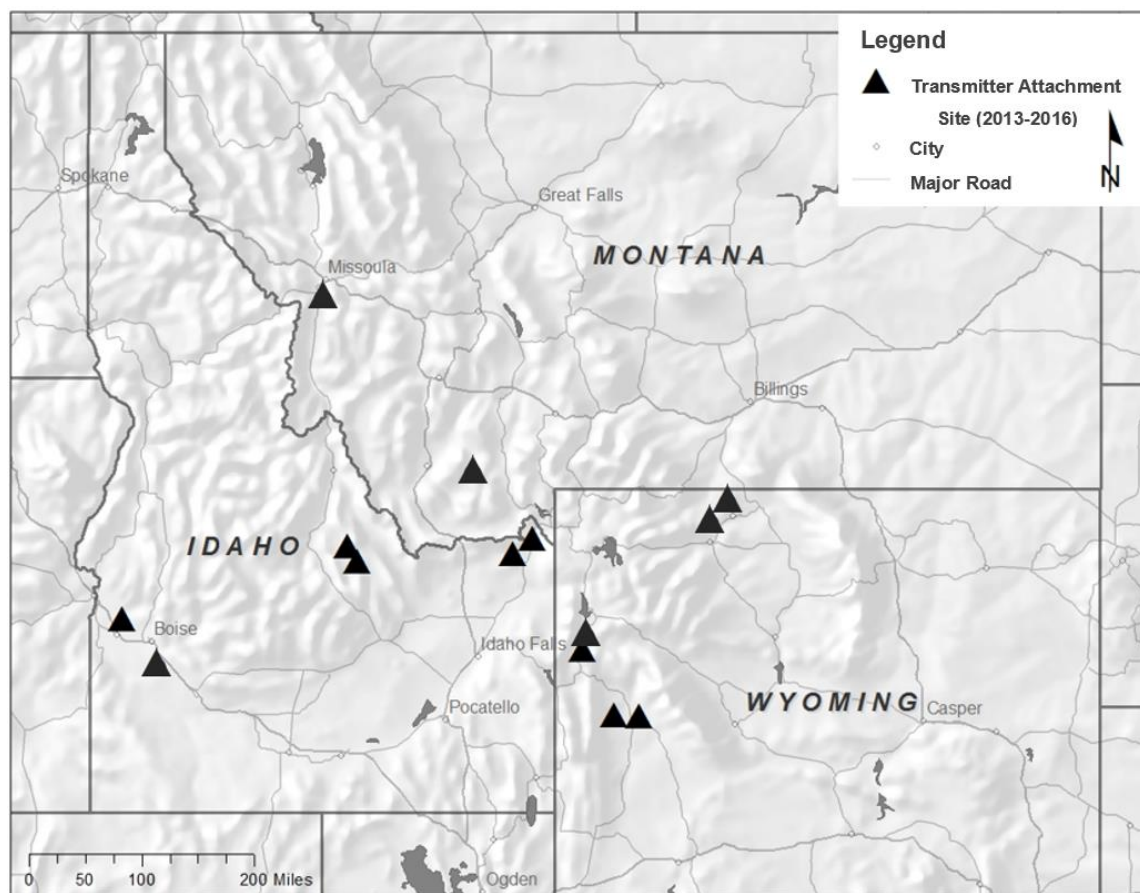 Legend
Transmitter Attachment
Site (2013-2016)
City
Major Road
N
Spokane
Great Falls
MONTANA
Missoula
Billings
IDAHO
Boise
Idaho Falls
WYOMING
Pocatello
Casper
0 50 100 200 Miles
Ogden